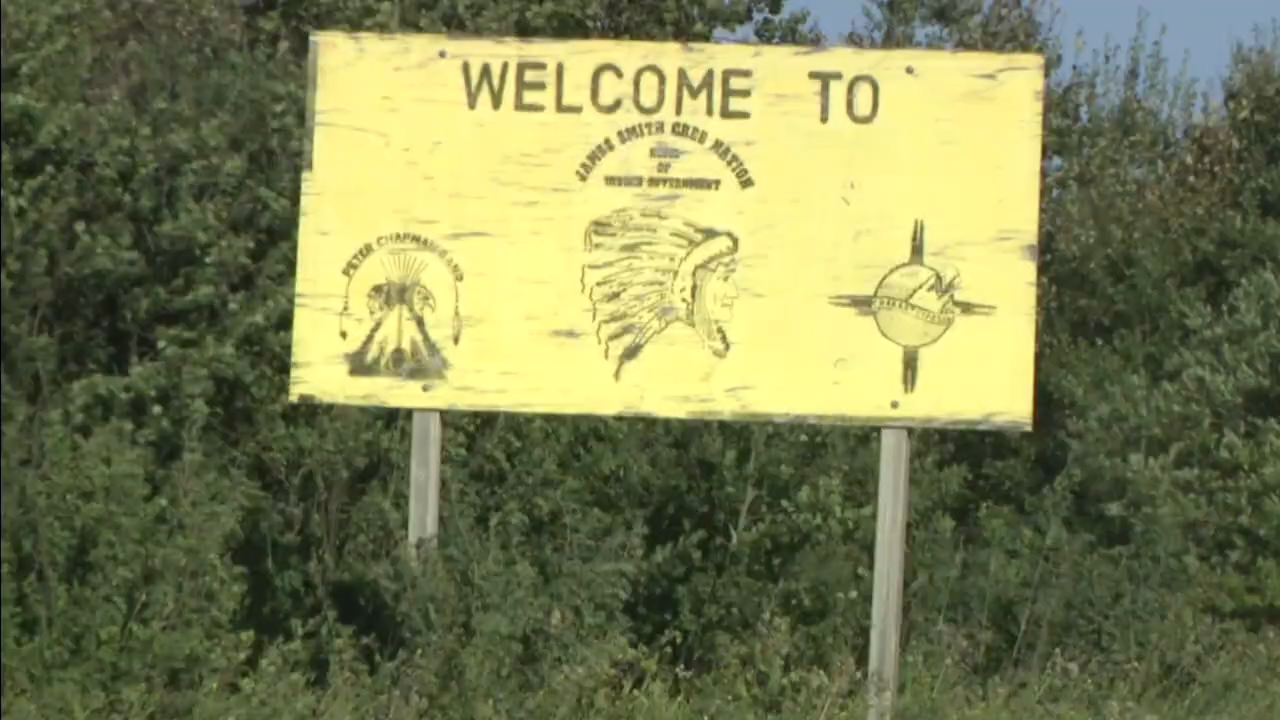 WELCOME TO
JAMES SMITH CREE NATION
OF
INDIAN GOVERNMENT
PETER CHAPMAN BAND